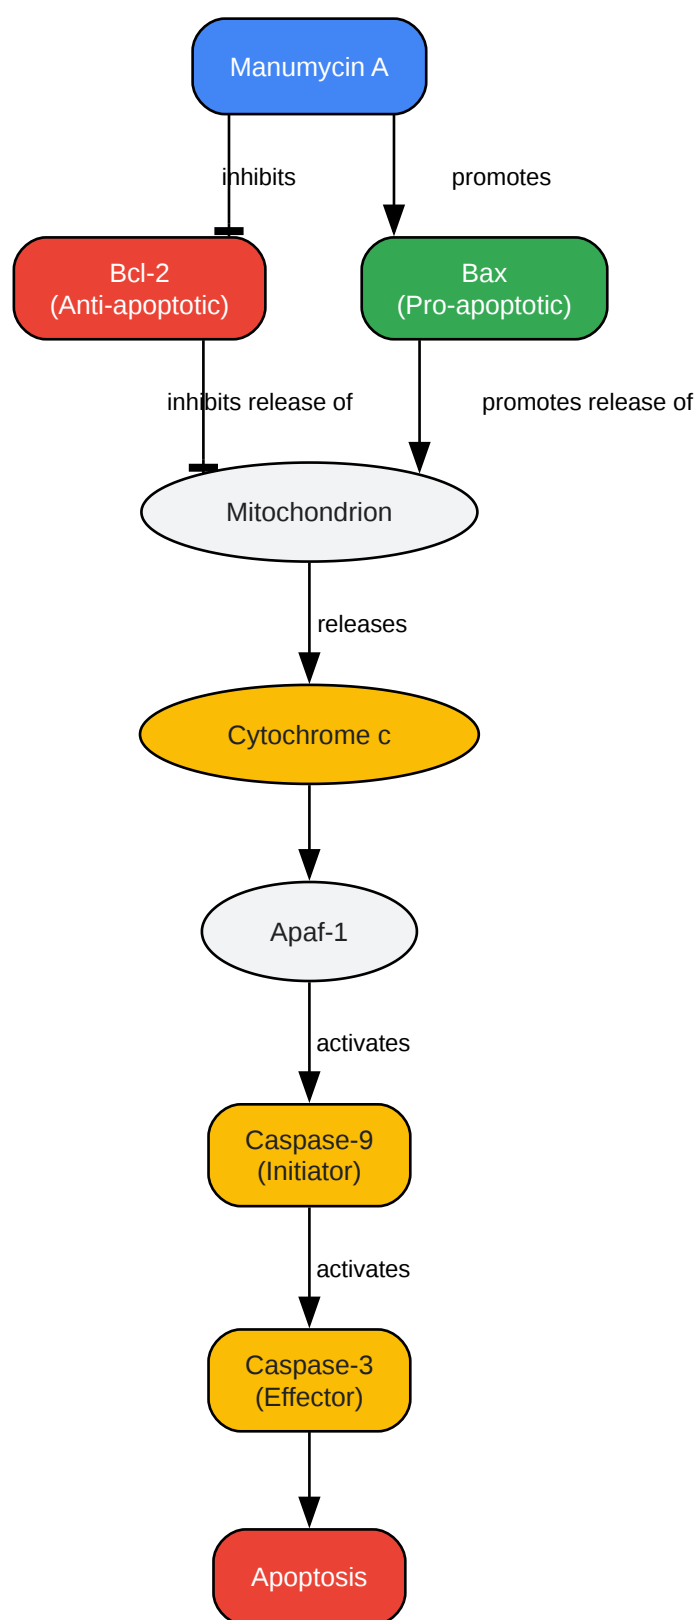 Manumycin A
inhibits
promotes
Bcl-2
(Anti-apoptotic)
Bax
(Pro-apoptotic)
inhibits release of
promotes release of
Mitochondrion
releases
Cytochrome c
Apaf-1
activates
Caspase-9
(Initiator)
activates
Caspase-3
(Effector)
Apoptosis